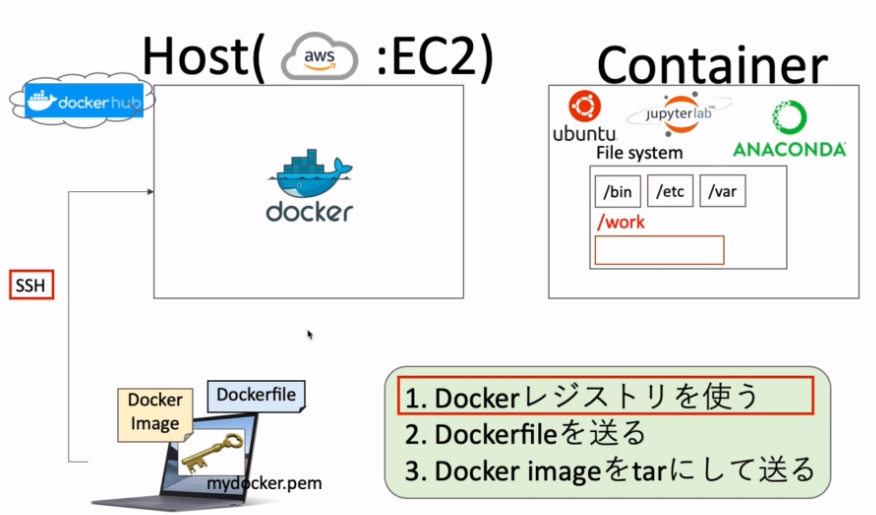 Host( aws :EC2)
Container
dockerhub
docker
ubuntu
jupyterlab™
ANACONDA
File system
/bin
/etc
/var
/work
SSH
Docker
Image
Dockerfile
mydocker.pem
1. Dockerレジストリを使う
2. Dockerfileを送る
3. Docker imageをtarにして送る